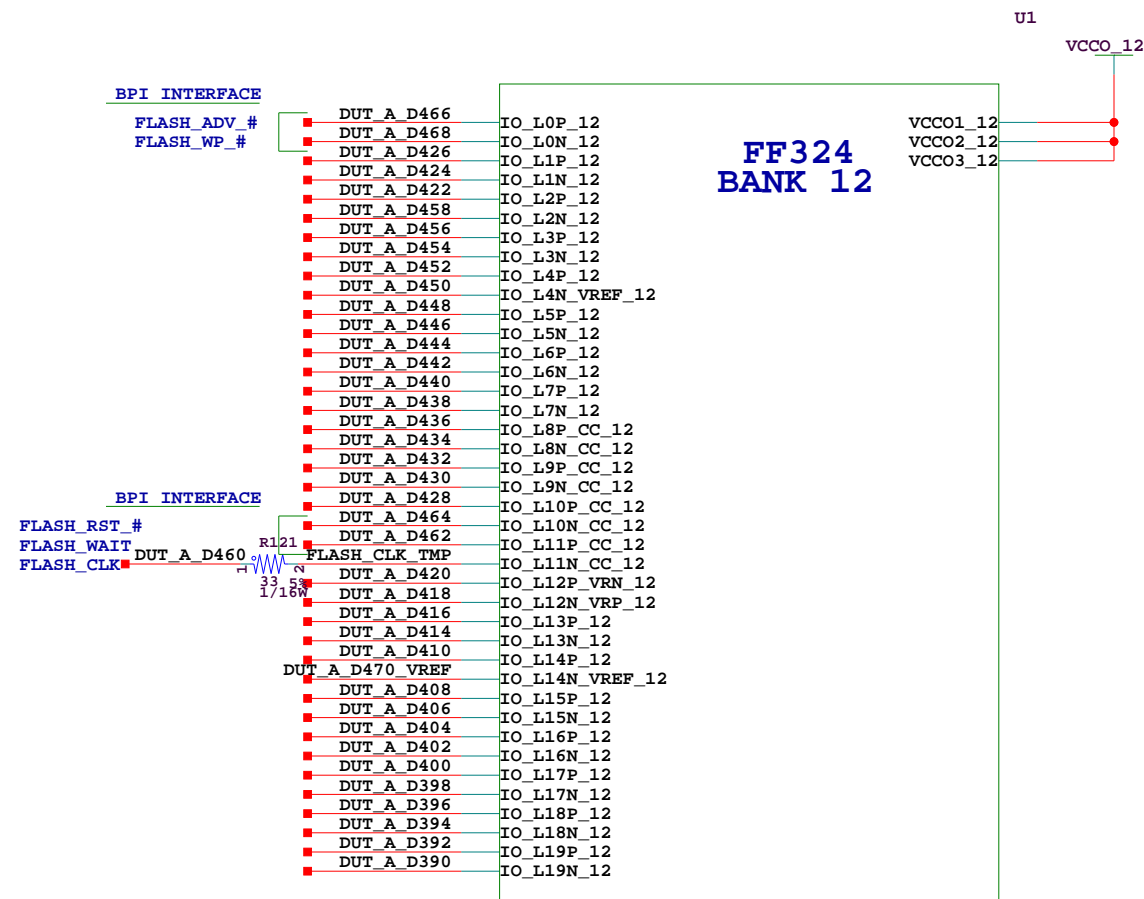 U1
VCCO_12
BPI INTERFACE
FLASH_ADV_#
FLASH_WP_#
FF324
BANK 12
DUT_A_D466 IO_L0P_12 VCCO1_12
DUT_A_D468 IO_L0N_12 VCCO2_12
DUT_A_D426 IO_L1P_12 VCCO3_12
DUT_A_D424 IO_L1N_12
DUT_A_D422 IO_L2P_12
DUT_A_D458 IO_L2N_12
DUT_A_D456 IO_L3P_12
DUT_A_D454 IO_L3N_12
DUT_A_D452 IO_L4P_12
DUT_A_D450 IO_L4N_VREF_12
DUT_A_D448 IO_L5P_12
DUT_A_D446 IO_L5N_12
DUT_A_D444 IO_L6P_12
DUT_A_D442 IO_L6N_12
DUT_A_D440 IO_L7P_12
DUT_A_D438 IO_L7N_12
DUT_A_D436 IO_L8P_CC_12
DUT_A_D434 IO_L8N_CC_12
DUT_A_D432 IO_L9P_CC_12
DUT_A_D430 IO_L9N_CC_12
BPI INTERFACE
DUT_A_D428 IO_L10P_CC_12
FLASH_RST_# DUT_A_D464 IO_L10N_CC_12
FLASH_WAIT R121 DUT_A_D462 IO_L11P_CC_12
FLASH_CLK DUT_A_D460 1 2 FLASH_CLK_TMP IO_L11N_CC_12
33 5%
1/16W
DUT_A_D420 IO_L12P_VRN_12
DUT_A_D418 IO_L12N_VRP_12
DUT_A_D416 IO_L13P_12
DUT_A_D414 IO_L13N_12
DUT_A_D410 IO_L14P_12
DUT_A_D470_VREF IO_L14N_VREF_12
DUT_A_D408 IO_L15P_12
DUT_A_D406 IO_L15N_12
DUT_A_D404 IO_L16P_12
DUT_A_D402 IO_L16N_12
DUT_A_D400 IO_L17P_12
DUT_A_D398 IO_L17N_12
DUT_A_D396 IO_L18P_12
DUT_A_D394 IO_L18N_12
DUT_A_D392 IO_L19P_12
DUT_A_D390 IO_L19N_12